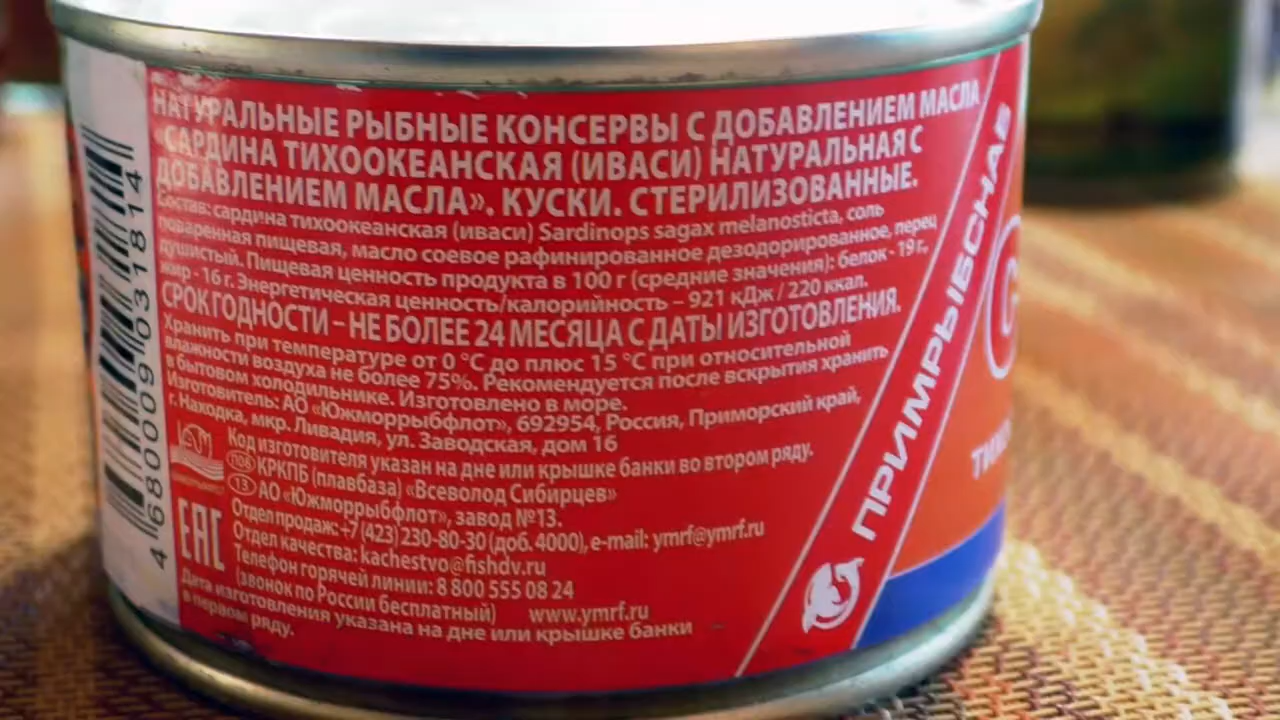 НАТУРАЛЬНЫЕ РЫБНЫЕ КОНСЕРВЫ С ДОБАВЛЕНИЕМ МАСЛА
«САРДИНА ТИХООКЕАНСКАЯ (ИВАСИ) НАТУРАЛЬНАЯ С
ДОБАВЛЕНИЕМ МАСЛА». КУСКИ. СТЕРИЛИЗОВАННЫЕ.
Состав: сардина тихоокеанская (иваси) Sardinops sagax melanosticta, соль
поваренная пищевая, масло соевое рафинированное дезодорированное, перец
душистый. Пищевая ценность продукта в 100 г (средние значения): белок - 19 г,
жир - 16 г. Энергетическая ценность/калорийность – 921 кДж / 220 ккал.
СРОК ГОДНОСТИ – НЕ БОЛЕЕ 24 МЕСЯЦА С ДАТЫ ИЗГОТОВЛЕНИЯ.
Хранить при температуре от 0 °С до плюс 15 °С при относительной
влажности воздуха не более 75%. Рекомендуется после вскрытия хранить
в бытовом холодильнике. Изготовлено в море.
Изготовитель: АО «Южморрыбфлот», 692954, Россия, Приморский край,
г. Находка, мкр. Ливадия, ул. Заводская, дом 16
Код изготовителя указан на дне или крышке банки во втором ряду.
П06 КРКПБ (плавбаза) «Всеволод Сибирцев»
13 АО «Южморрыбфлот», завод №13.
Отдел продаж: +7 (423) 230-80-30 (доб. 4000), e-mail: ymrf@ymrf.ru
Отдел качества: kachestvo@fishdv.ru
Телефон горячей линии: 8 800 555 08 24
(звонок по России бесплатный) www.ymrf.ru
Дата изготовления указана на дне или крышке банки
в первом ряду.
ЕАС
4 680009 031814
ПРИМРЫБСНАБ